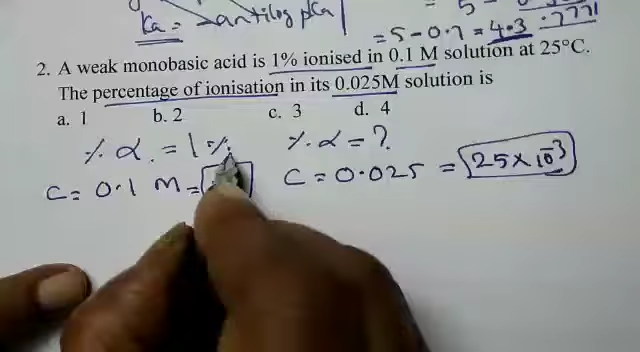 Ka = antilog pKa
= 5 -
= 5 - 0.7 = 4.3 .7771
2. A weak monobasic acid is 1% ionised in 0.1 M solution at 25°C.
The percentage of ionisation in its 0.025M solution is
a. 1 b. 2 c. 3 d. 4
% α = 1% % α = ?
C = 0.1 M = C = 0.025 = 25 × 10⁻³